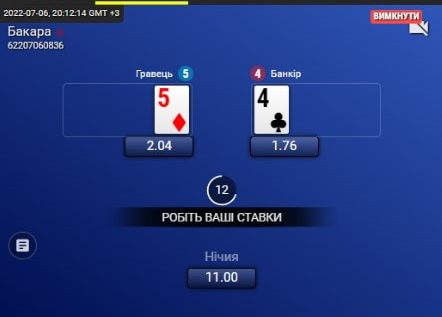 2022-07-06, 20:12:14 GMT +3
ВИМКНУТИ
Бакара
62207060836
Гравець 5
4 Банкір
5
4
2.04
1.76
12
РОБІТЬ ВАШІ СТАВКИ
Нічия
11.00